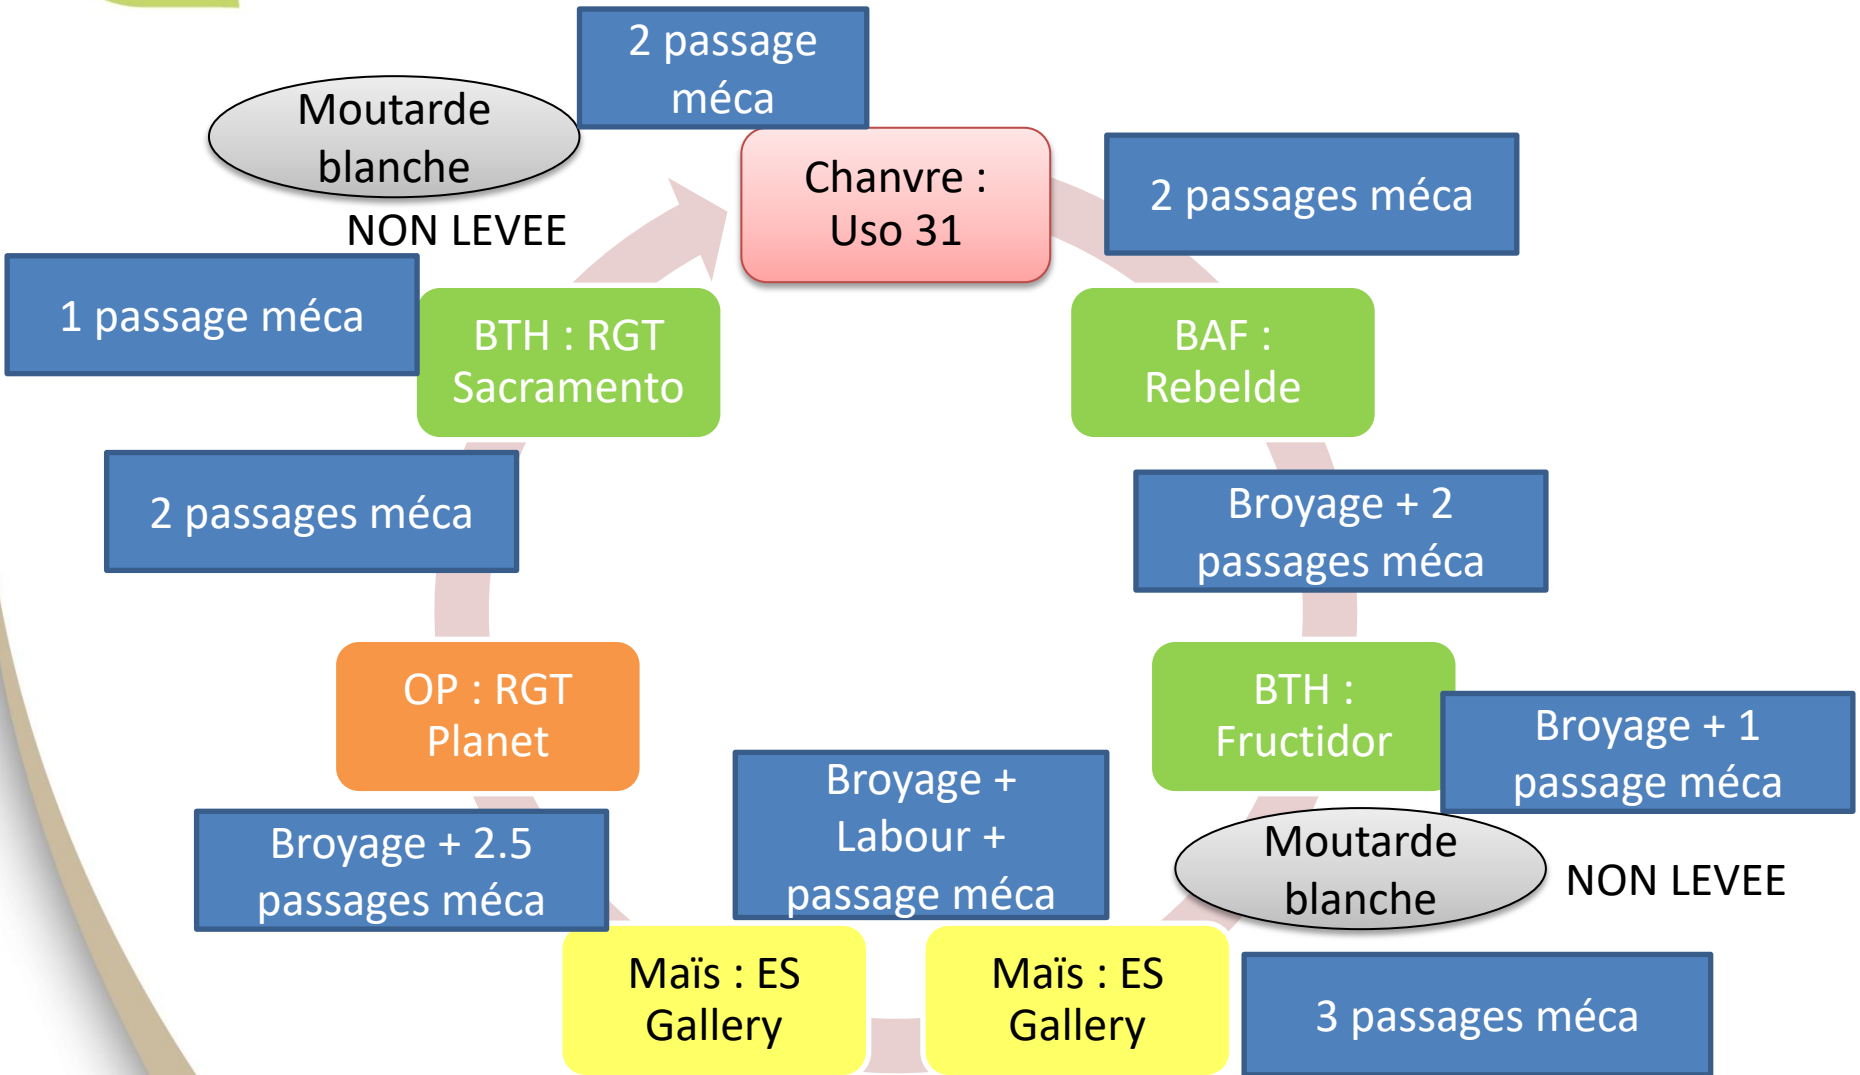 2 passage
méca
Moutarde
blanche
NON LEVEE
Chanvre :
Uso 31
2 passages méca
1 passage méca
BTH : RGT
Sacramento
BAF :
Rebelde
2 passages méca
Broyage + 2
passages méca
OP : RGT
Planet
BTH :
Fructidor
Broyage + 1
passage méca
Broyage +
Labour +
passage méca
Broyage + 2.5
passages méca
Moutarde
blanche
NON LEVEE
Maïs : ES
Gallery
Maïs : ES
Gallery
3 passages méca